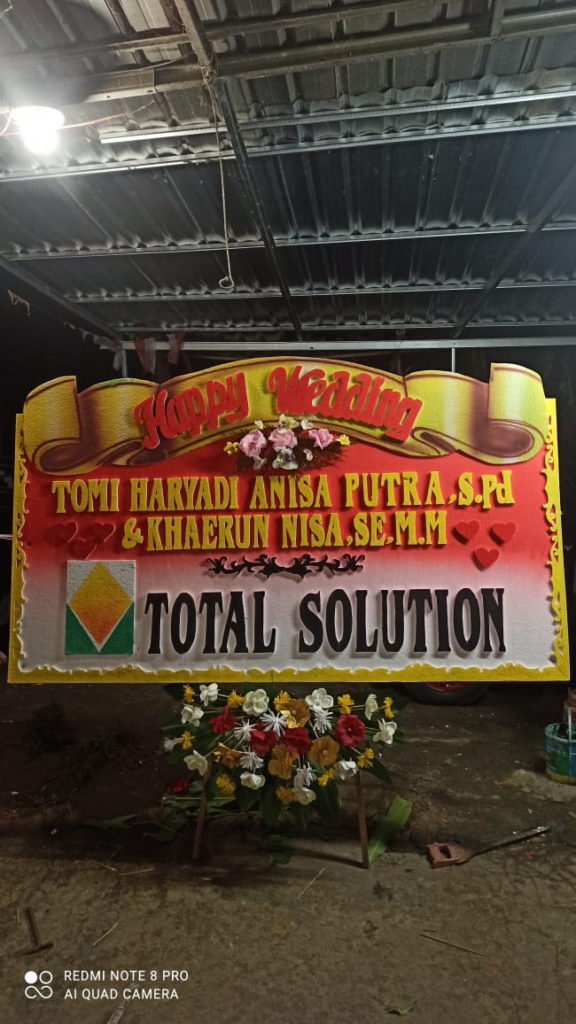 Happy Wedding
TOMI HARYADI ANISA PUTRA,S.Pd
& KHAERUN NISA,SE,M.M
TOTAL SOLUTION
REDMI NOTE 8 PRO
AI QUAD CAMERA